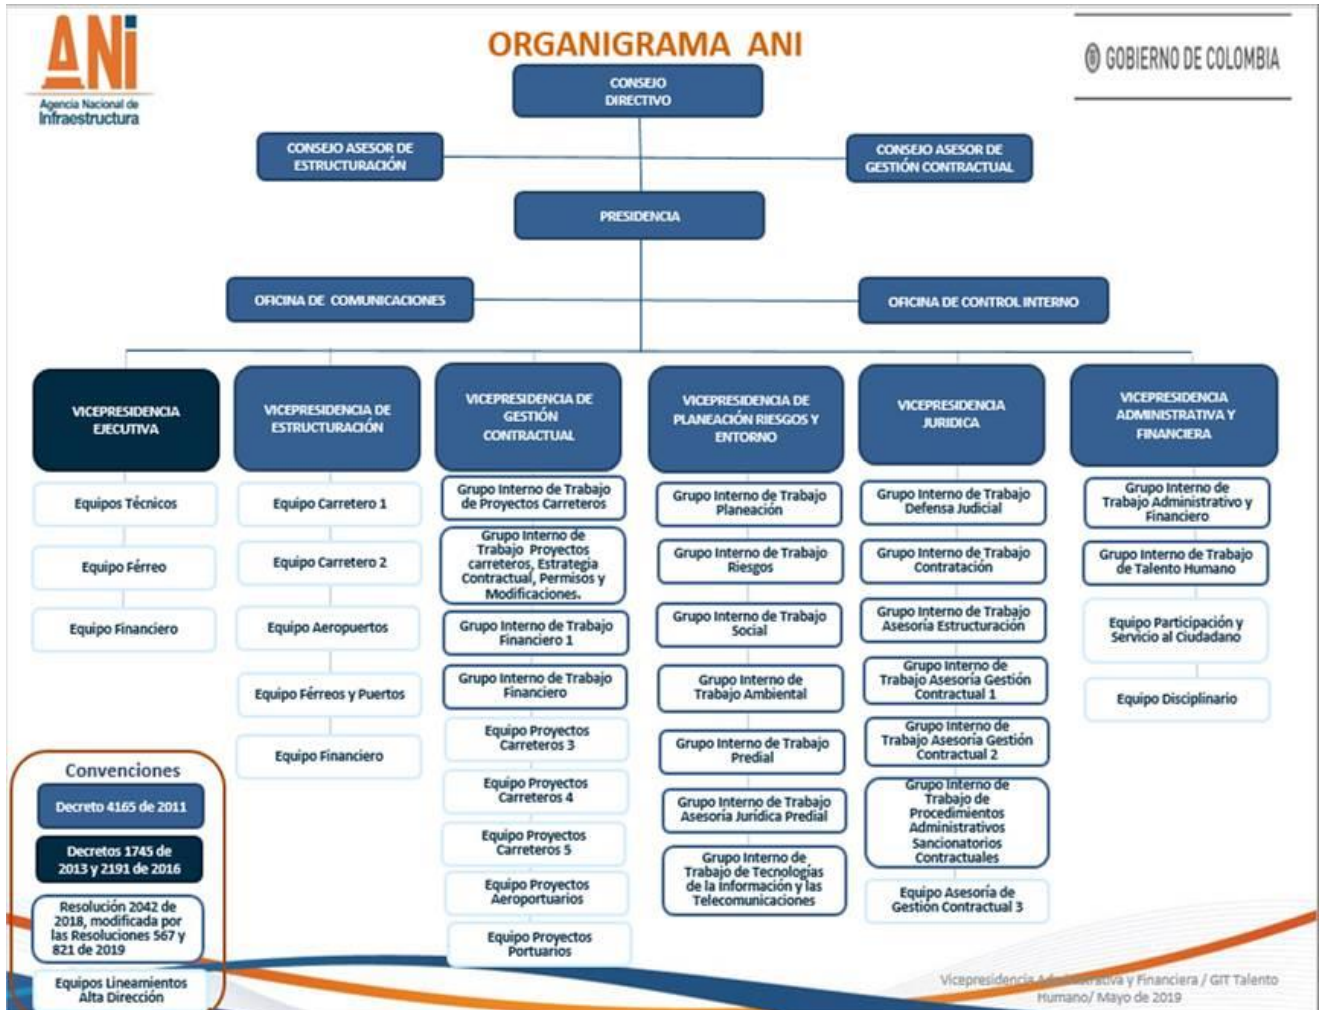 ANi
Agencia Nacional de
Infraestructura
ORGANIGRAMA ANI
GOBIERNO DE COLOMBIA
CONSEJO
DIRECTIVO
CONSEJO ASESOR DE
ESTRUCTURACIÓN
CONSEJO ASESOR DE
GESTIÓN CONTRACTUAL
PRESIDENCIA
OFICINA DE COMUNICACIONES
OFICINA DE CONTROL INTERNO
VICEPRESIDENCIA
EJECUTIVA
Equipos Técnicos
Equipo Férreo
Equipo Financiero
VICEPRESIDENCIA DE
ESTRUCTURACIÓN
Equipo Carretero 1
Equipo Carretero 2
Equipo Aeropuertos
Equipo Férreos y Puertos
Equipo Financiero
VICEPRESIDENCIA DE
GESTIÓN
CONTRACTUAL
Grupo Interno de Trabajo
de Proyectos Carreteros
Grupo Interno de
Trabajo Proyectos
carreteros, Estrategia
Contractual, Permisos y
Modificaciones.
Grupo Interno de Trabajo
Financiero 1
Grupo Interno de Trabajo
Financiero
Equipo Proyectos
Carreteros 3
Equipo Proyectos
Carreteros 4
Equipo Proyectos
Carreteros 5
Equipo Proyectos
Aeroportuarios
Equipo Proyectos
Portuarios
VICEPRESIDENCIA DE
PLANEACIÓN RIESGOS Y
ENTORNO
Grupo Interno de Trabajo
Planeación
Grupo Interno de Trabajo
Riesgos
Grupo Interno de Trabajo
Social
Grupo Interno de
Trabajo Ambiental
Grupo Interno de Trabajo
Predial
Grupo Interno de Trabajo
Asesoría Jurídica Predial
Grupo Interno de
Trabajo de Tecnologías
de la Información y las
Telecomunicaciones
VICEPRESIDENCIA
JURIDICA
Grupo Interno de Trabajo
Defensa Judicial
Grupo Interno de Trabajo
Contratación
Grupo Interno de Trabajo
Asesoría Estructuración
Grupo Interno de
Trabajo Asesoría Gestión
Contractual 1
Grupo Interno de
Trabajo Asesoría Gestión
Contractual 2
Grupo Interno de
Trabajo de
Procedimientos
Administrativos
Sancionatorios
Contractuales
Equipo Asesoría de
Gestión Contractual 3
VICEPRESIDENCIA
ADMINISTRATIVA Y
FINANCIERA
Grupo Interno de
Trabajo Administrativo y
Financiero
Grupo Interno de Trabajo
de Talento Humano
Equipo Participación y
Servicio al Ciudadano
Equipo Disciplinario
Convenciones
Decreto 4165 de 2011
Decretos 1745 de
2013 y 2191 de 2016
Resolución 2042 de
2018, modificada por
las Resoluciones 567 y
821 de 2019
Equipos Lineamientos
Alta Dirección
Vicepresidencia Administrativa y Financiera / GIT Talento
Humano/ Mayo de 2019